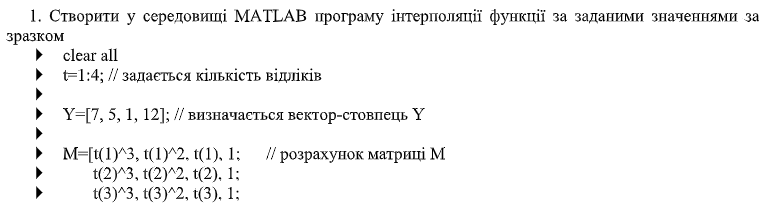 1. Створити у середовищі MATLAB програму інтерполяції функції за заданими значеннями за
зразком
clear all
t=1:4; // задається кількість відліків
Y=[7, 5, 1, 12]; // визначається вектор-стовпець Y
M=[t(1)^3, t(1)^2, t(1), 1; // розрахунок матриці M
t(2)^3, t(2)^2, t(2), 1;
t(3)^3, t(3)^2, t(3), 1;